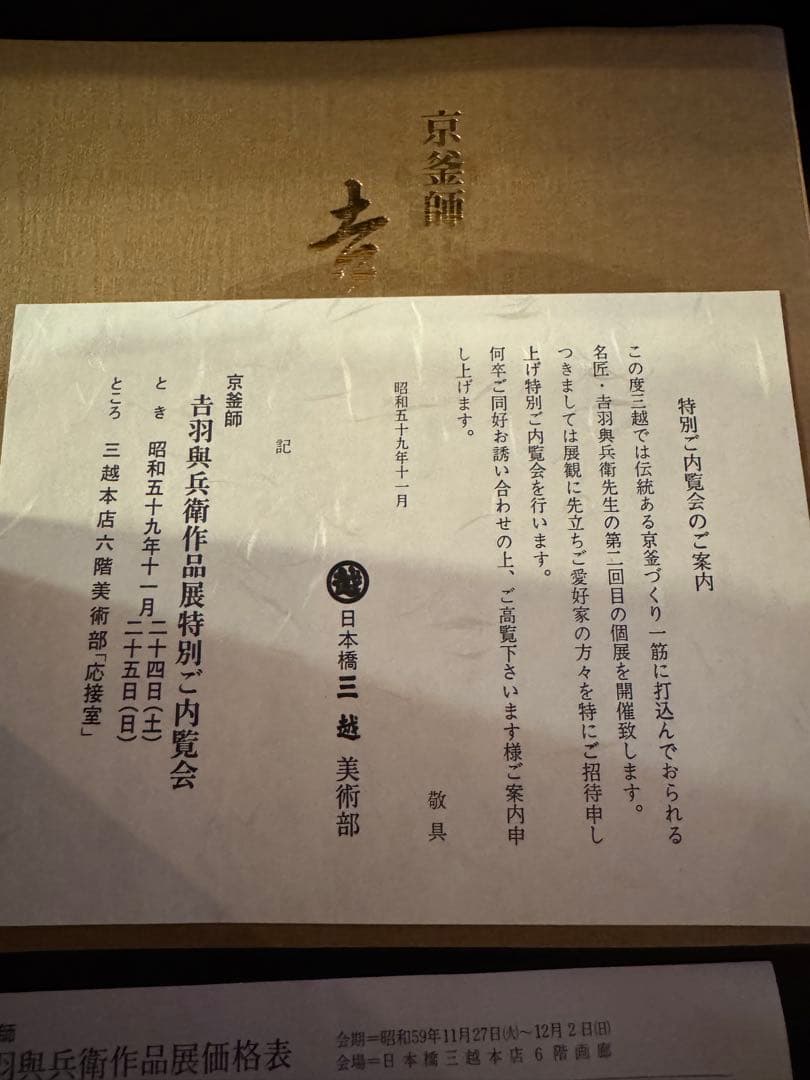 京釜師
吉
特別ご内覧会のご案内
この度三越では伝統ある京釜づくり一筋に打込んでおられる
名匠・吉羽與兵衛先生の第二回目の個展を開催致します。
つきましては展観に先立ちご愛好家の方々を特にご招待申し
上げ特別ご内覧会を行います。
何卒ご同好お誘い合わせの上、ご高覧下さいます様ご案内申
し上げます。
敬具
昭和五十九年十一月
越
日本橋三越美術部
記
京釜師
吉羽與兵衛作品展特別ご内覧会
とき 昭和五十九年十一月二十四日(土)
二十五日(日)
ところ 三越本店六階美術部「応接室」
師
羽與兵衛作品展価格表
会期=昭和59年11月27日㈫〜12月2日㈰
会場=日本橋三越本店6階画廊